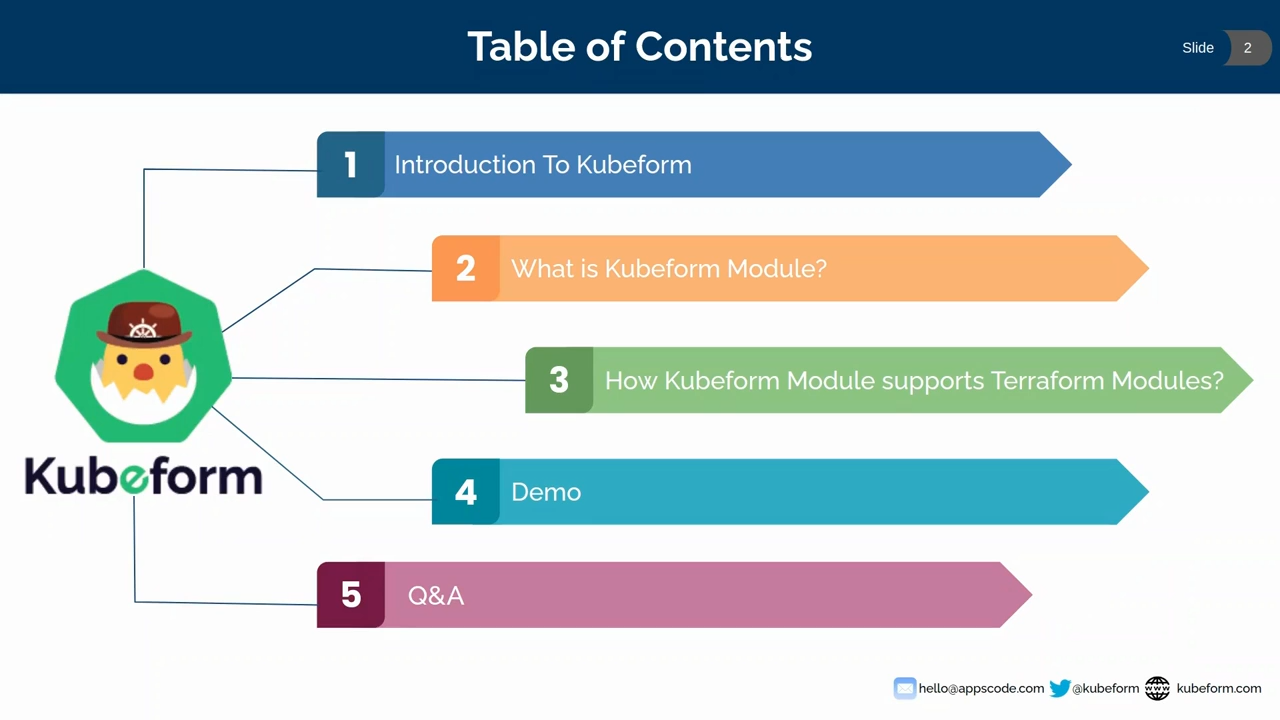 Table of Contents
Slide 2
1 Introduction To Kubeform
2 What is Kubeform Module?
3 How Kubeform Module supports Terraform Modules?
Kubeform
4 Demo
5 Q&A
hello@appscode.com @kubeform kubeform.com